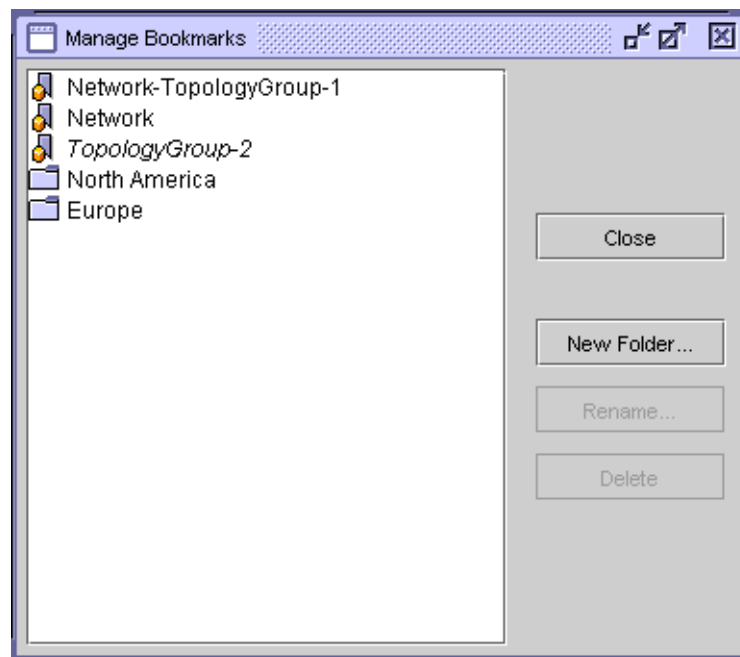 Manage Bookmarks
Network-TopologyGroup-1
Network
TopologyGroup-2
North America
Europe
Close
New Folder...
Rename...
Delete